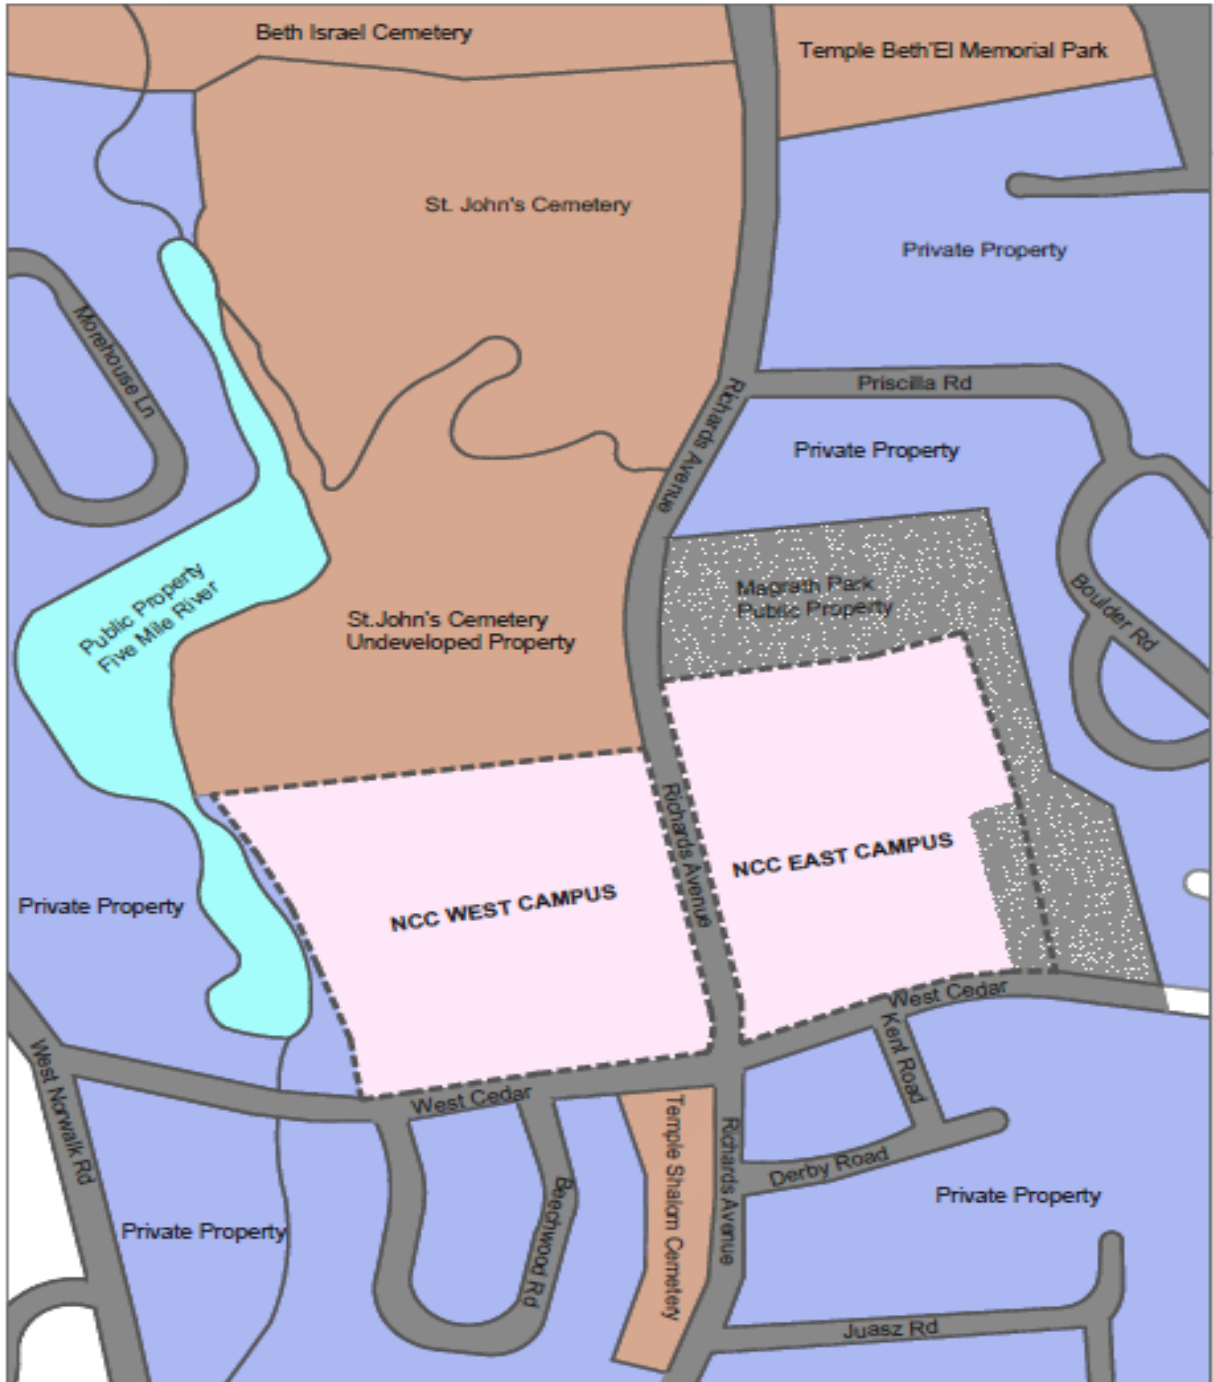 Beth Israel Cemetery
Temple Beth'El Memorial Park
St. John's Cemetery
Private Property
Morehouse Ln
Priscilla Rd
Richards Avenue
Private Property
Magrath Park
Public Property
Boulder Rd
Public Property
Five Mile River
St.John's Cemetery
Undeveloped Property
Richards Avenue
NCC EAST CAMPUS
NCC WEST CAMPUS
Private Property
West Cedar
Kent Road
West Norwalk Rd
West Cedar
Temple Shalom Cemetery
Richards Avenue
Derby Road
Beechwood Rd
Private Property
Private Property
Juasz Rd